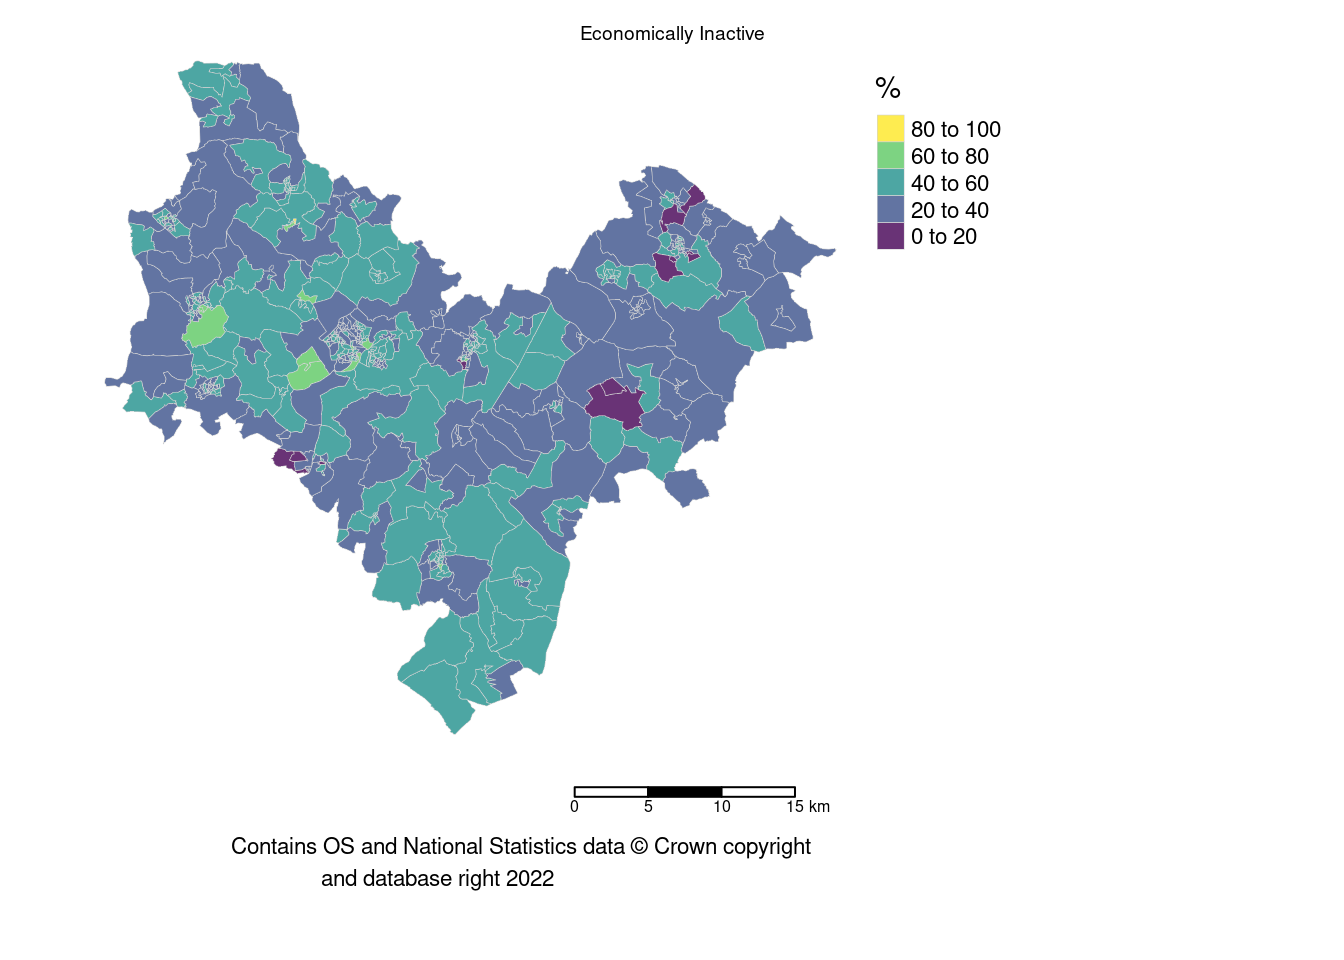 Economically Inactive
%
80 to 100
60 to 80
40 to 60
20 to 40
0 to 20
0 5 10 15 km
Contains OS and National Statistics data © Crown copyright
and database right 2022